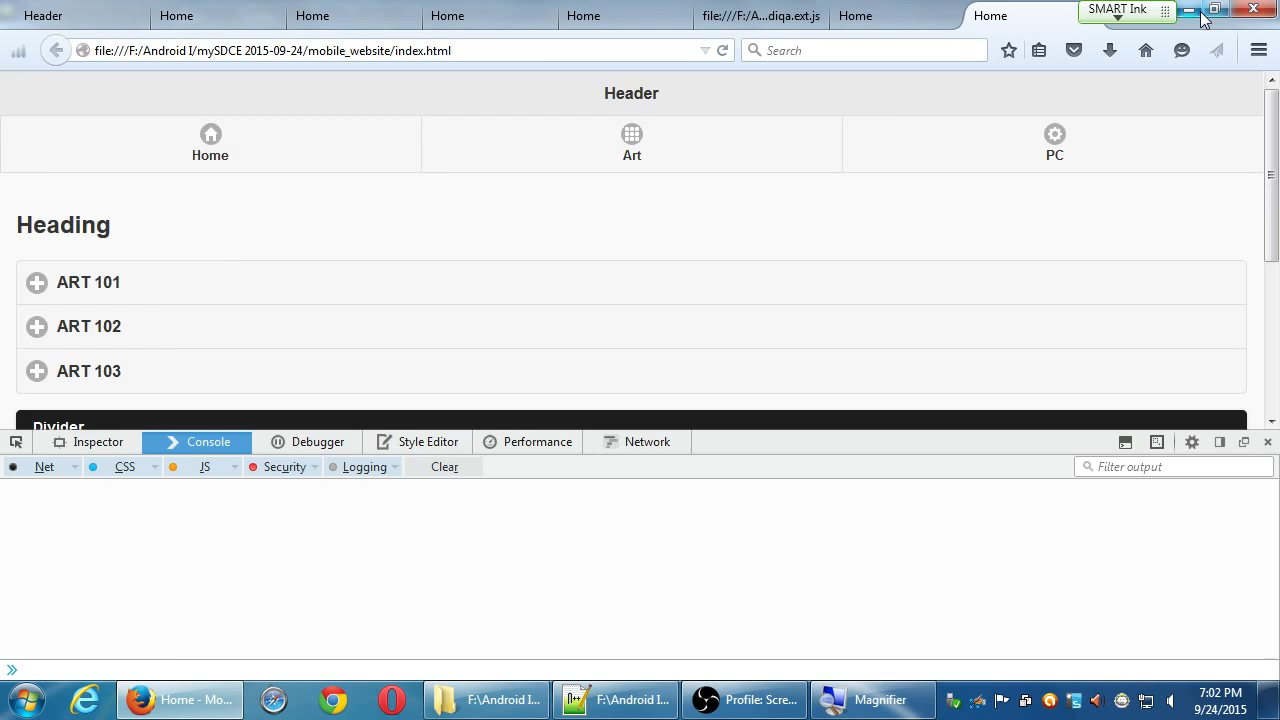 Header Home Home Home Home file:///F:/A...diqa.ext.js Home Home SMART Ink
file:///F:/Android I/mySDCE 2015-09-24/mobile_website/index.html Search
Header
Home Art PC
Heading
ART 101
ART 102
ART 103
Divider
Inspector Console Debugger Style Editor Performance Network
Net CSS JS Security Logging Clear Filter output
Home - Mo... F:\Android I... F:\Android I... Profile: Scre... Magnifier 7:02 PM
9/24/2015